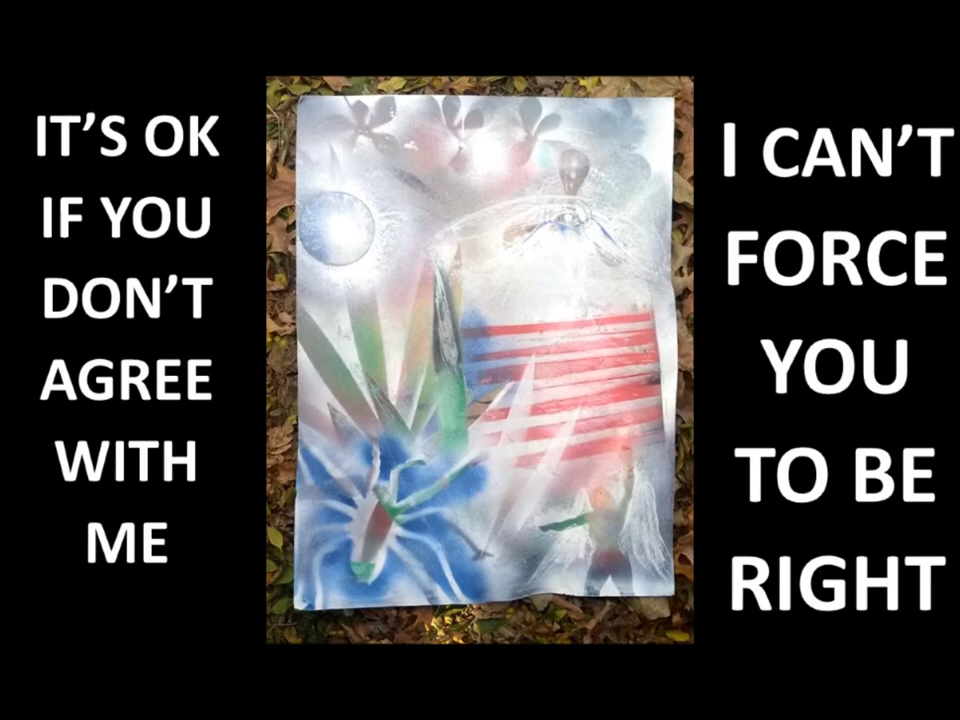 IT’S OK
IF YOU
DON’T
AGREE
WITH
ME
I CAN’T
FORCE
YOU
TO BE
RIGHT